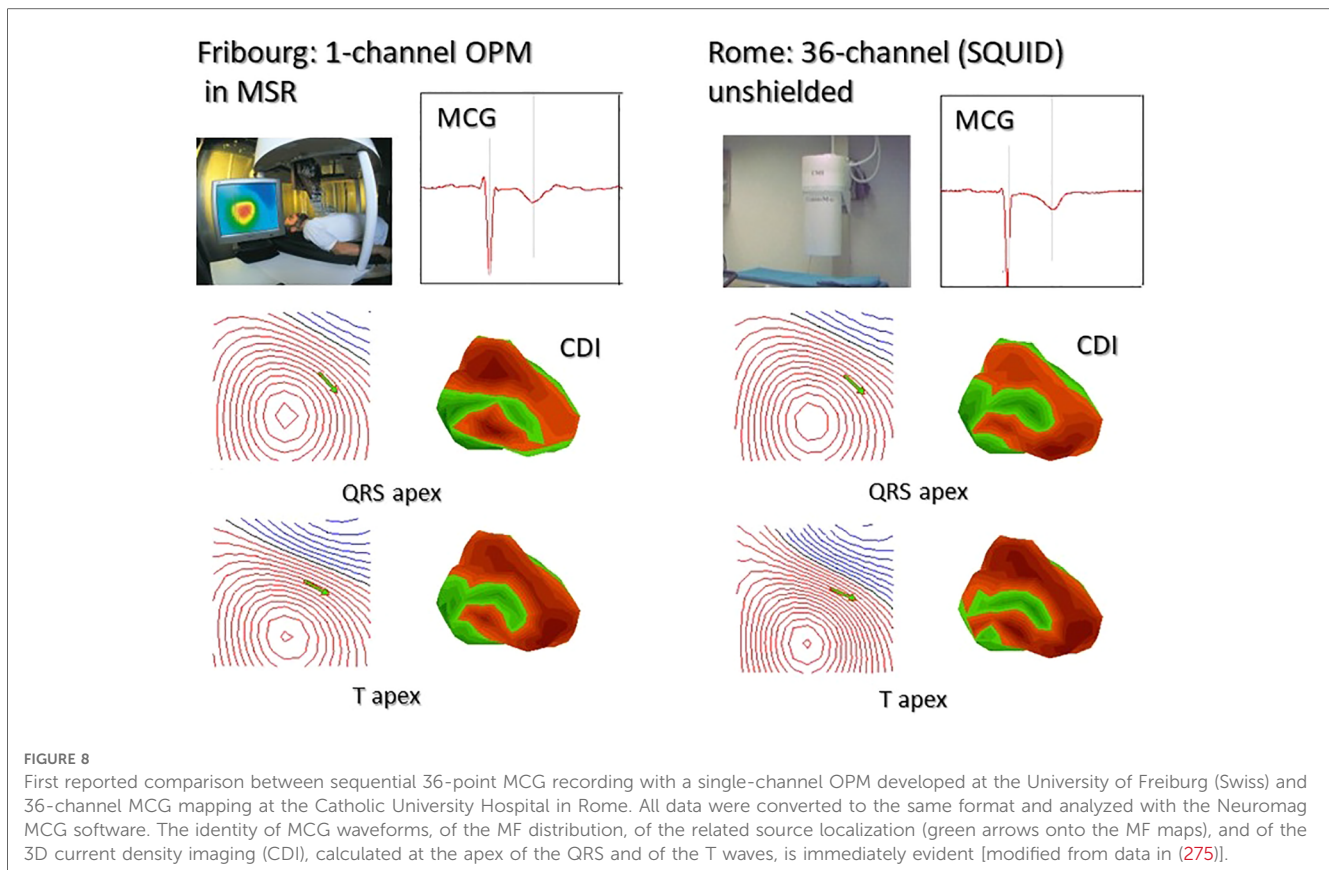 Fribourg: 1-channel OPM
in MSR
MCG
Rome: 36-channel (SQUID)
unshielded
MCG
CDI
CDI
QRS apex
QRS apex
T apex
T apex
FIGURE 8
First reported comparison between sequential 36-point MCG recording with a single-channel OPM developed at the University of Freiburg (Swiss) and
36-channel MCG mapping at the Catholic University Hospital in Rome. All data were converted to the same format and analyzed with the Neuromag
MCG software. The identity of MCG waveforms, of the MF distribution, of the related source localization (green arrows onto the MF maps), and of the
3D current density imaging (CDI), calculated at the apex of the QRS and of the T waves, is immediately evident [modified from data in (275)].